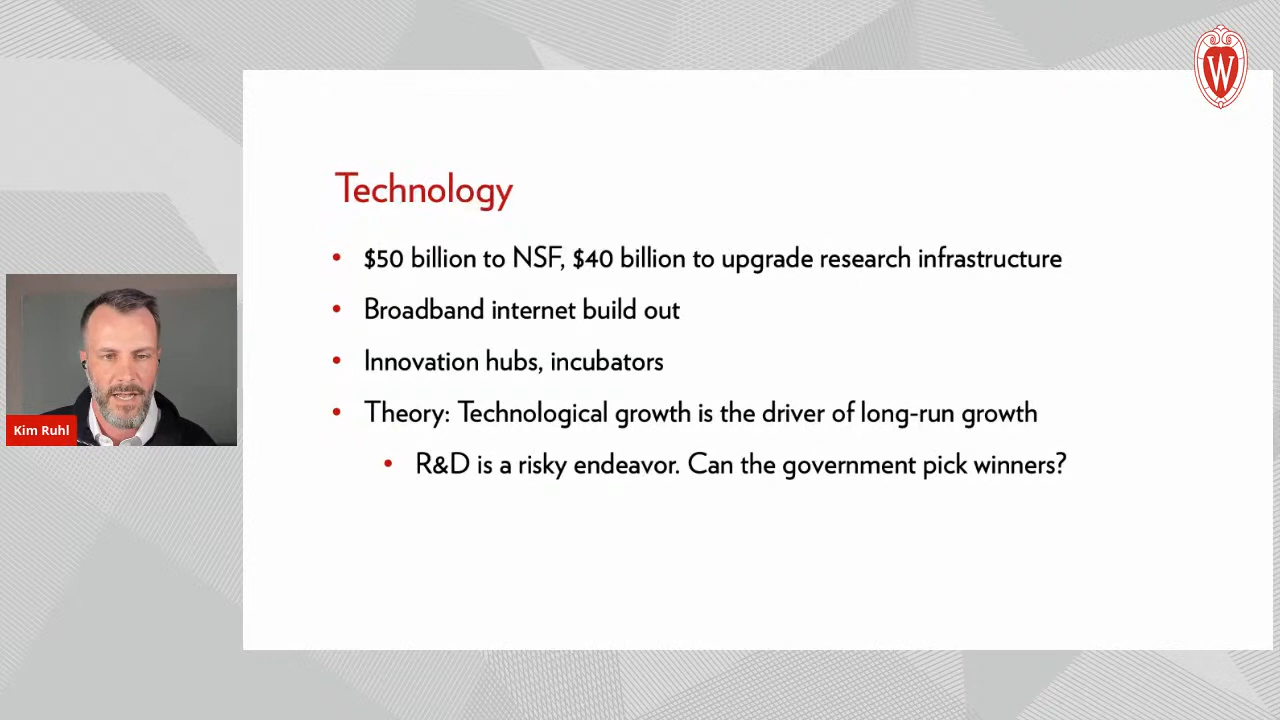 W
Technology
• $50 billion to NSF, $40 billion to upgrade research infrastructure
• Broadband internet build out
• Innovation hubs, incubators
• Theory: Technological growth is the driver of long-run growth
• R&D is a risky endeavor. Can the government pick winners?
Kim Ruhl